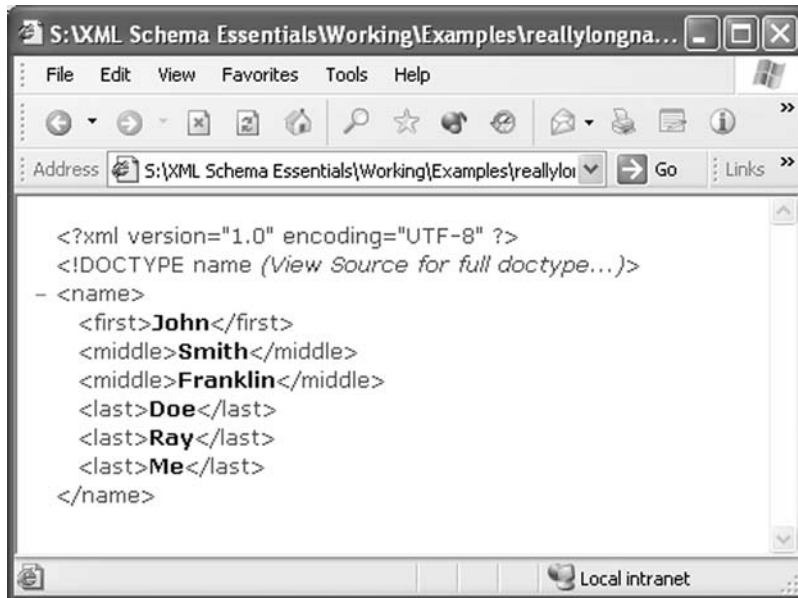 S:\XML Schema Essentials\Working\Examples\reallylongna...
File Edit View Favorites Tools Help
Address S:\XML Schema Essentials\Working\Examples\reallylo Go Links
<?xml version="1.0" encoding="UTF-8" ?>
<!DOCTYPE name (View Source for full doctype...)>
– <name>
<first>John</first>
<middle>Smith</middle>
<middle>Franklin</middle>
<last>Doe</last>
<last>Ray</last>
<last>Me</last>
</name>
Local intranet